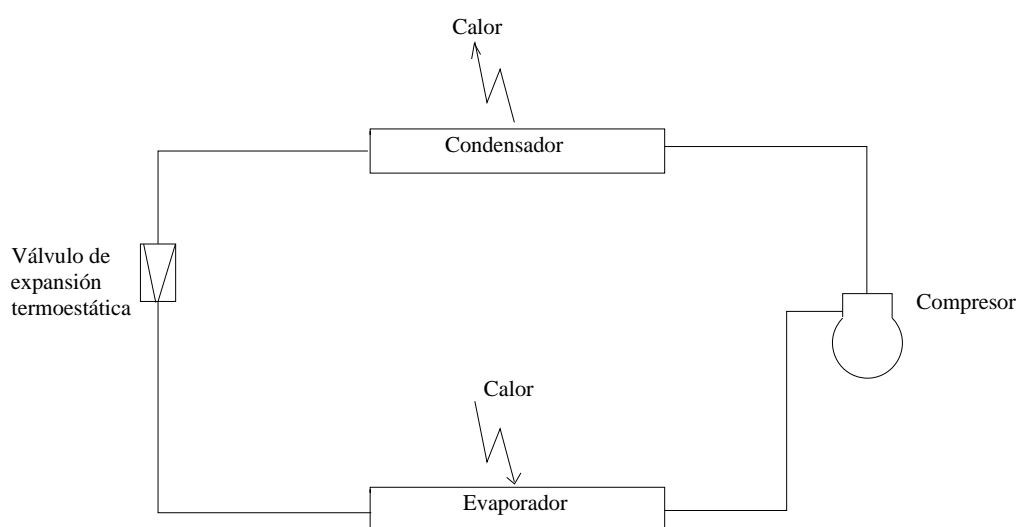 Calor
Condensador
Válvulo de
expansión
termoestática
Compresor
Calor
Evaporador